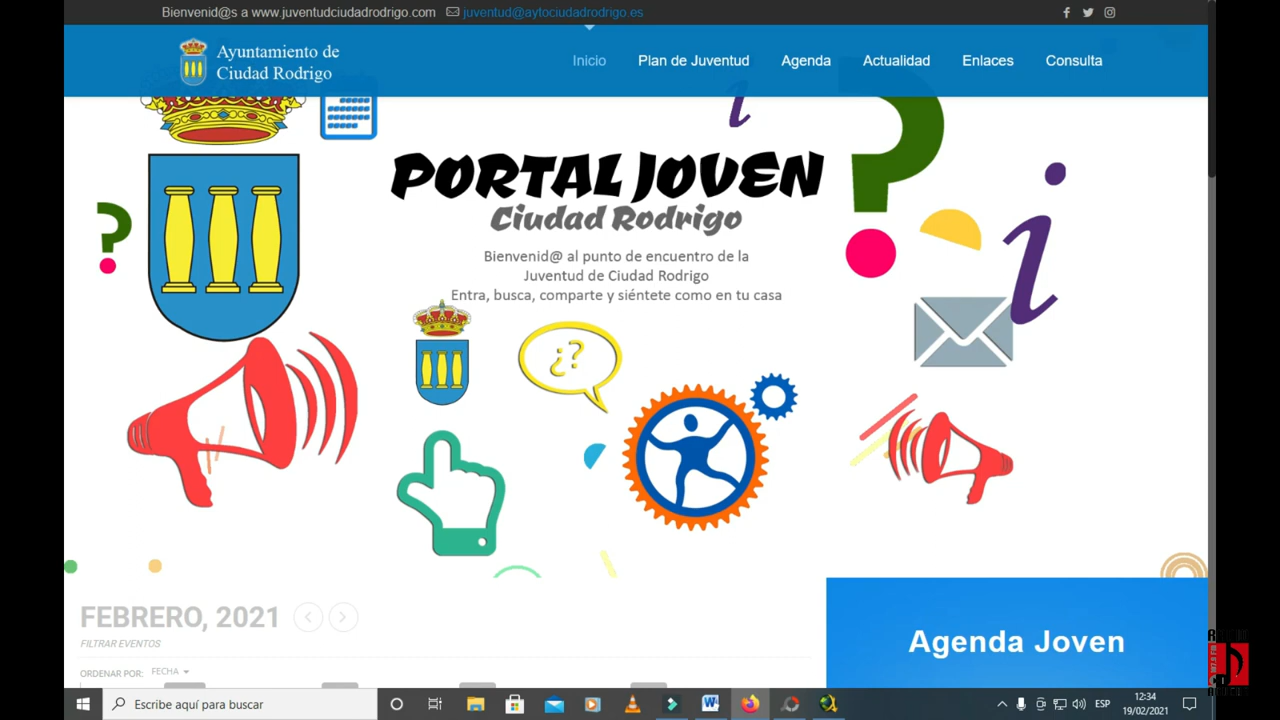 Bienvenid@s a www.juventudciudadrodrigo.com juventud@aytociudadrodrigo.es
Ayuntamiento de
Ciudad Rodrigo
Inicio Plan de Juventud Agenda Actualidad Enlaces Consulta
PORTAL JOVEN
Ciudad Rodrigo
Bienvenid@ al punto de encuentro de la
Juventud de Ciudad Rodrigo
Entra, busca, comparte y siéntete como en tu casa
¿?
FEBRERO, 2021
FILTRAR EVENTOS
ORDENAR POR: FECHA
Agenda Joven
Escribe aquí para buscar
ESP
12:34
19/02/2021